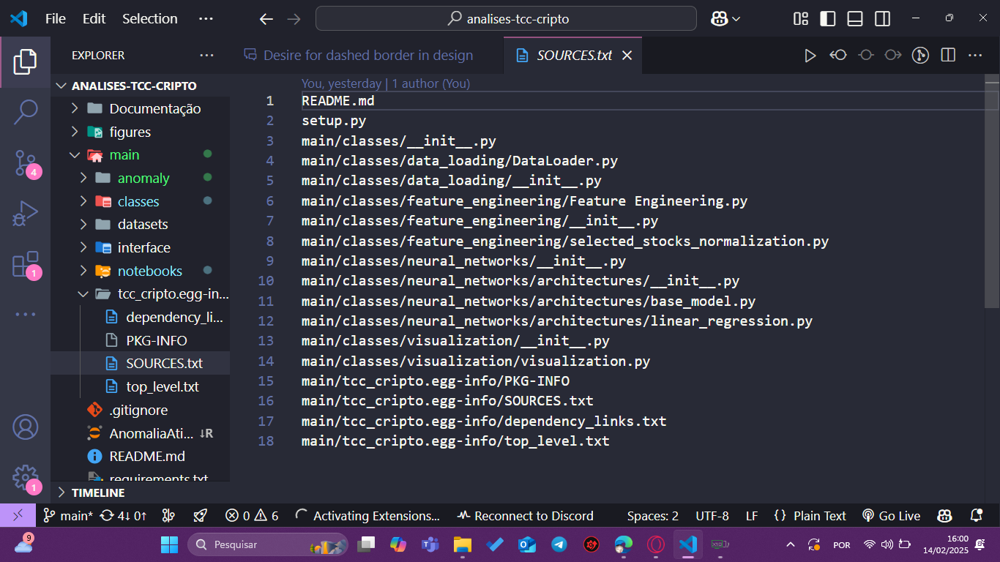 File Edit Selection ··· analises-tcc-cripto
EXPLORER ···
Desire for dashed border in design
SOURCES.txt
ANALISES-TCC-CRIPTO
Documentação
figures
main
anomaly
classes
datasets
interface
notebooks
tcc_cripto.egg-in...
dependency_li...
PKG-INFO
SOURCES.txt
top_level.txt
.gitignore
AnomaliaAti... ↓R
README.md
requirements.txt
TIMELINE
4
1
1
You, yesterday | 1 author (You)
1 README.md
2 setup.py
3 main/classes/__init__.py
4 main/classes/data_loading/DataLoader.py
5 main/classes/data_loading/__init__.py
6 main/classes/feature_engineering/Feature Engineering.py
7 main/classes/feature_engineering/__init__.py
8 main/classes/feature_engineering/selected_stocks_normalization.py
9 main/classes/neural_networks/__init__.py
10 main/classes/neural_networks/architectures/__init__.py
11 main/classes/neural_networks/architectures/base_model.py
12 main/classes/neural_networks/architectures/linear_regression.py
13 main/classes/visualization/__init__.py
14 main/classes/visualization/visualization.py
15 main/tcc_cripto.egg-info/PKG-INFO
16 main/tcc_cripto.egg-info/SOURCES.txt
17 main/tcc_cripto.egg-info/dependency_links.txt
18 main/tcc_cripto.egg-info/top_level.txt
main* 4↓ 0↑ 0 6 Activating Extensions... Reconnect to Discord Spaces: 2 UTF-8 LF {} Plain Text Go Live
9 Pesquisar POR 16:00
14/02/2025